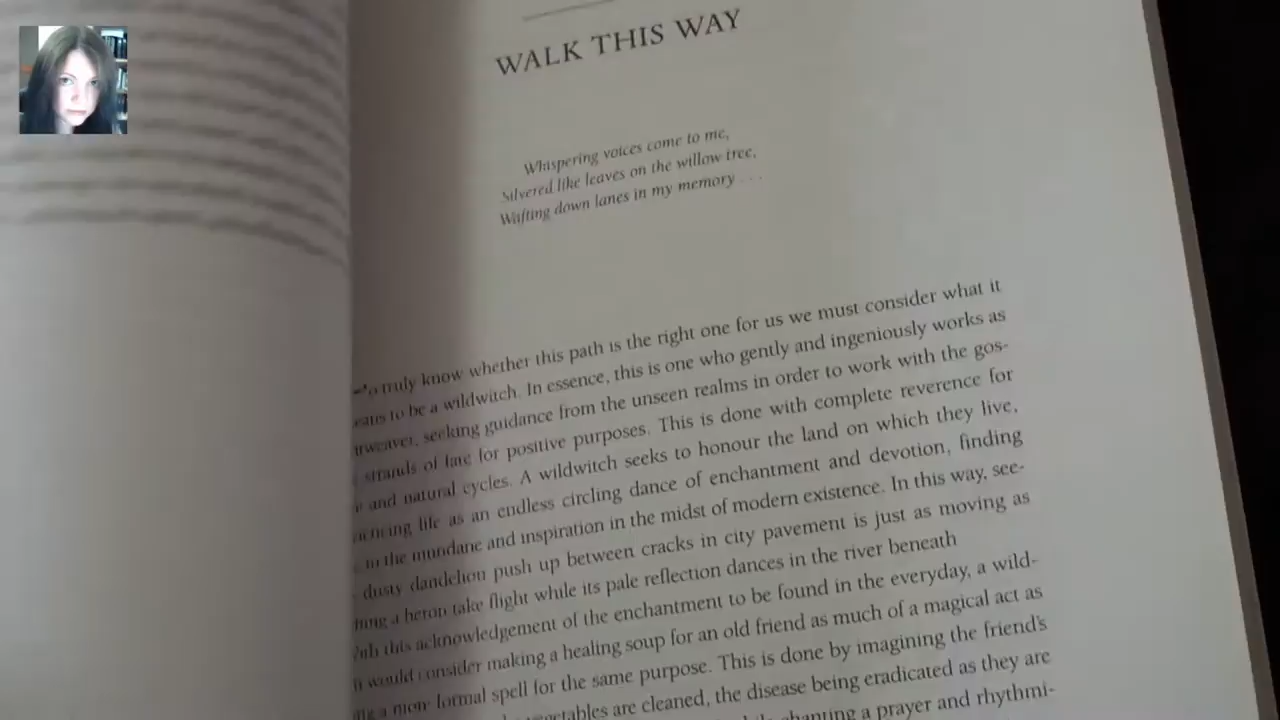 WALK THIS WAY
Whispering voices come to me,
Silvered like leaves on the willow tree,
Wafting down lanes in my memory . . .
truly know whether this path is the right one for us we must consider what it
to be a wildwitch. In essence, this is one who gently and ingeniously works as
seeking guidance from the unseen realms in order to work with the gos-
strands of fate for positive purposes. This is done with complete reverence for
and natural cycles. A wildwitch seeks to honour the land on which they live,
life as an endless circling dance of enchantment and devotion, finding
in the mundane and inspiration in the midst of modern existence. In this way, see-
dusty dandelion push up between cracks in city pavement is just as moving as
a heron take flight while its pale reflection dances in the river beneath
this acknowledgement of the enchantment to be found in the everyday, a wild-
would consider making a healing soup for an old friend as much of a magical act as
a more formal spell for the same purpose. This is done by imagining the friend's
vegetables are cleaned, the disease being eradicated as they are
chanting a prayer and rhythmi-